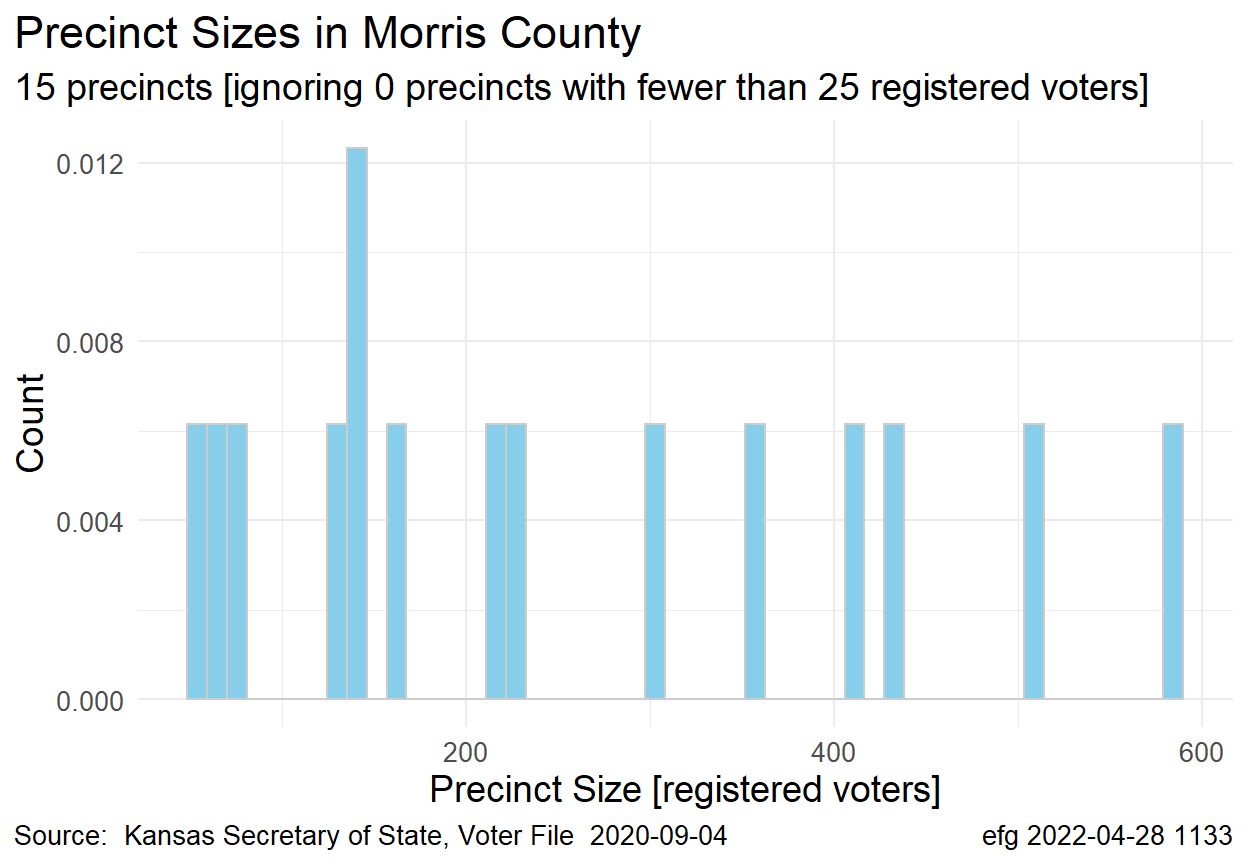 Precinct Sizes in Morris County
15 precincts [ignoring 0 precincts with fewer than 25 registered voters]
0.012
0.008
0.004
0.000
Count
200 400 600
Precinct Size [registered voters]
Source:  Kansas Secretary of State, Voter File  2020-09-04
efg 2022-04-28 1133